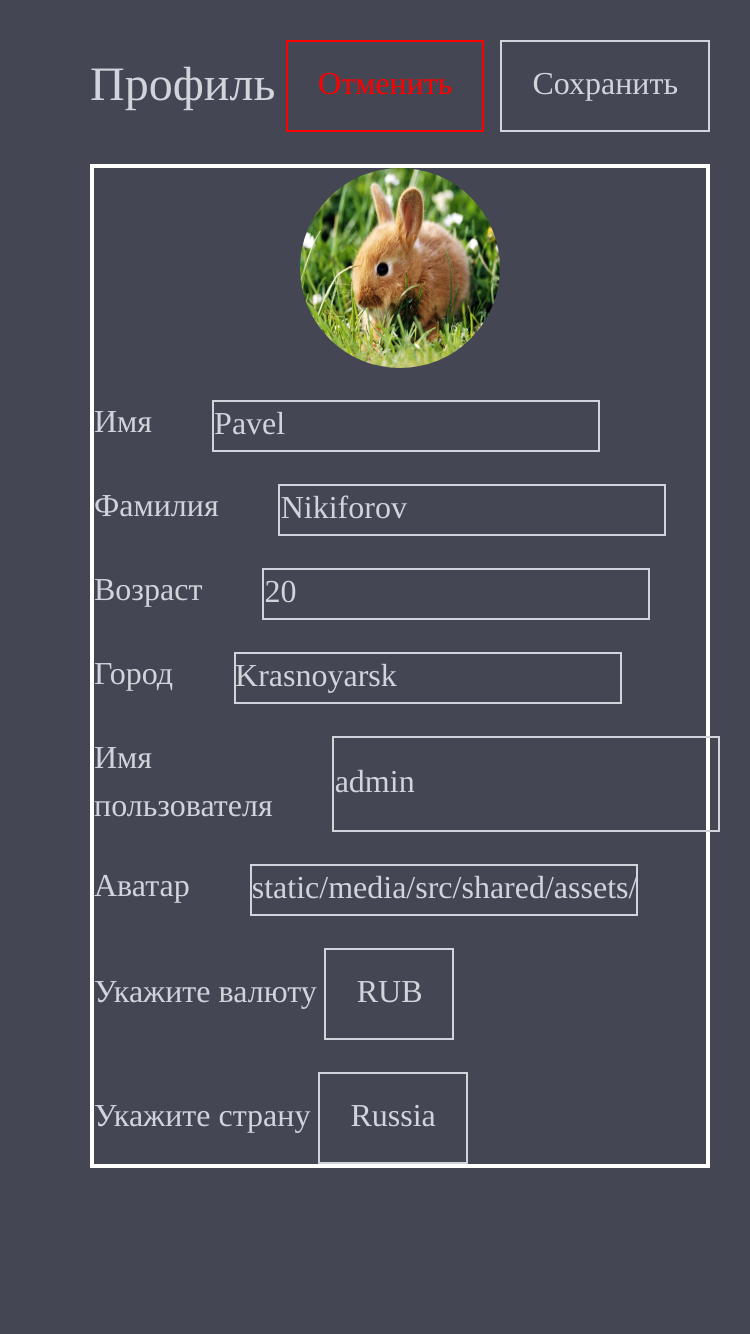 Профиль Отменить Сохранить
Имя Pavel
Фамилия Nikiforov
Возраст 20
Город Krasnoyarsk
Имя
пользователя admin
Аватар static/media/src/shared/assets/
Укажите валюту RUB
Укажите страну Russia